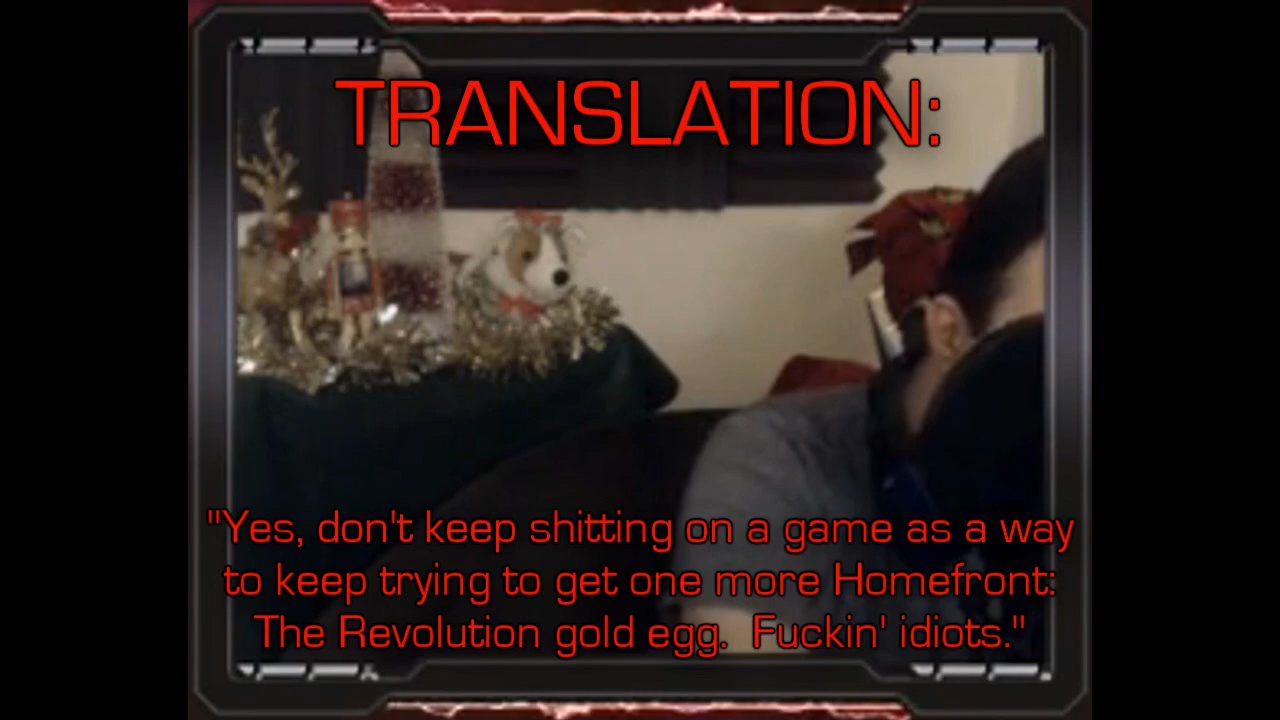 TRANSLATION:
"Yes, don't keep shitting on a game as a way
to keep trying to get one more Homefront:
The Revolution gold egg. Fuckin' idiots."